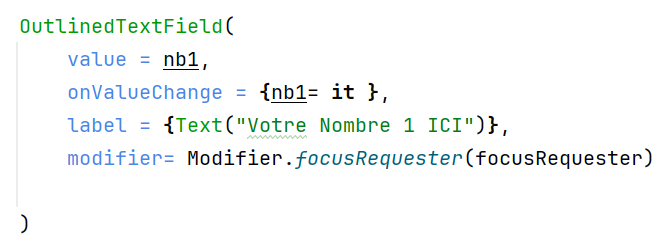 OutlinedTextField(
    value = nb1,
    onValueChange = {nb1= it },
    label = {Text("Votre Nombre 1 ICI")},
    modifier= Modifier.focusRequester(focusRequester)
)